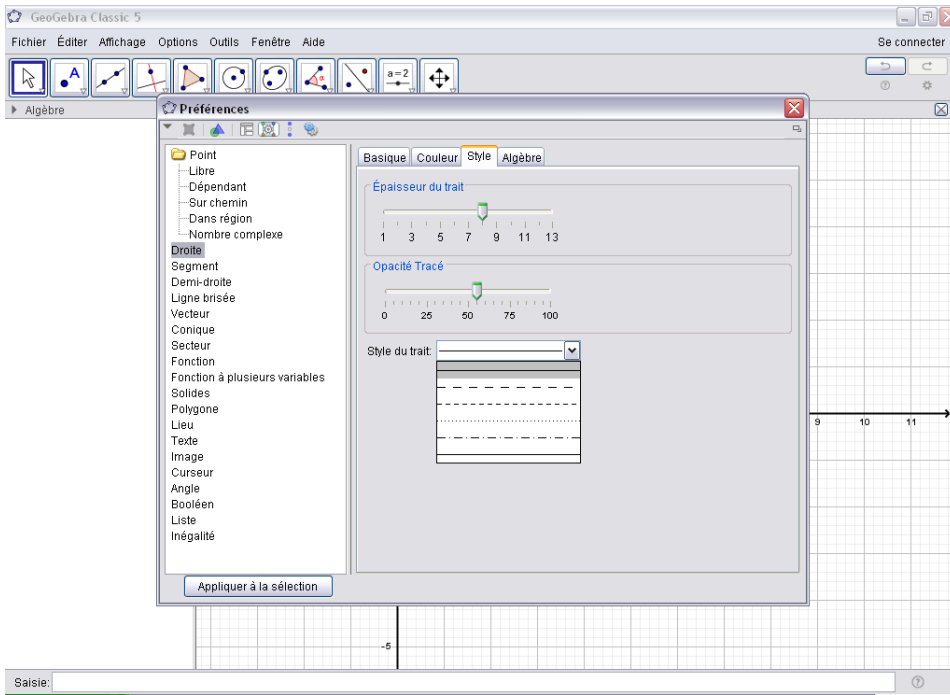 GeoGebra Classic 5
Fichier Éditer Affichage Options Outils Fenêtre Aide Se connecter
A
α
a=2
Algèbre
Préférences
Point
Libre
Dépendant
Sur chemin
Dans région
Nombre complexe
Droite
Segment
Demi-droite
Ligne brisée
Vecteur
Conique
Secteur
Fonction
Fonction à plusieurs variables
Solides
Polygone
Lieu
Texte
Image
Curseur
Angle
Booléen
Liste
Inégalité
Appliquer à la sélection
Basique Couleur Style Algèbre
Épaisseur du trait
1 3 5 7 9 11 13
Opacité Tracé
0 25 50 75 100
Style du trait:
9 10 11
-5
Saisie: